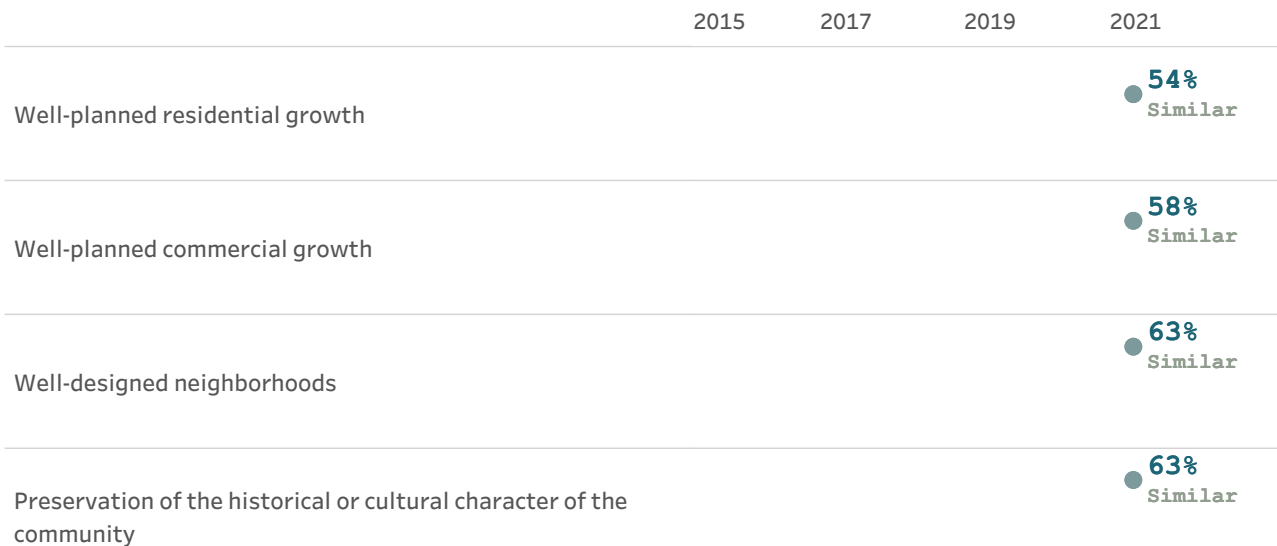 2015 2017 2019 2021
54%
Similar
Well-planned residential growth
58%
Similar
Well-planned commercial growth
63%
Similar
Well-designed neighborhoods
63%
Similar
Preservation of the historical or cultural character of the
community